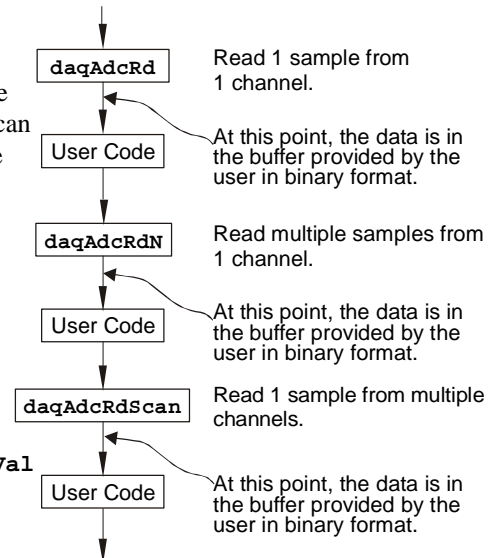 daqAdcRd
Read 1 sample from
1 channel.
e
can
e
User Code
At this point, the data is in
the buffer provided by the
user in binary format.
daqAdcRdN
Read multiple samples from
1 channel.
User Code
At this point, the data is in
the buffer provided by the
user in binary format.
daqAdcRdScan
Read 1 sample from multiple
channels.
Val
User Code
At this point, the data is in
the buffer provided by the
user in binary format.